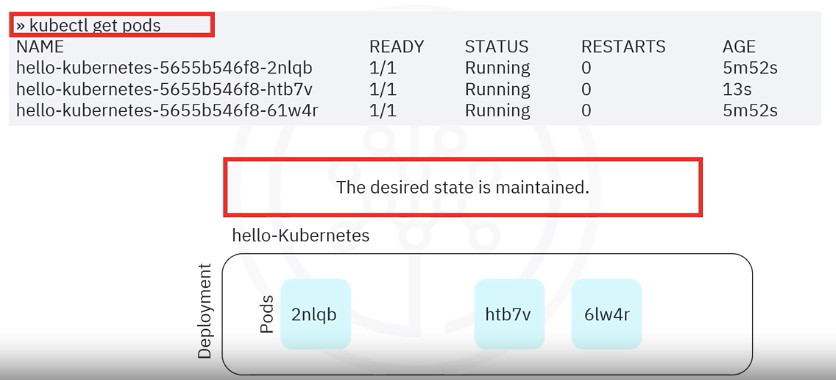 » kubectl get pods
NAME READY STATUS RESTARTS AGE
hello-kubernetes-5655b546f8-2nlqb 1/1 Running 0 5m52s
hello-kubernetes-5655b546f8-htb7v 1/1 Running 0 13s
hello-kubernetes-5655b546f8-61w4r 1/1 Running 0 5m52s
The desired state is maintained.
hello-Kubernetes
Deployment
Pods
2nlqb
htb7v
6lw4r